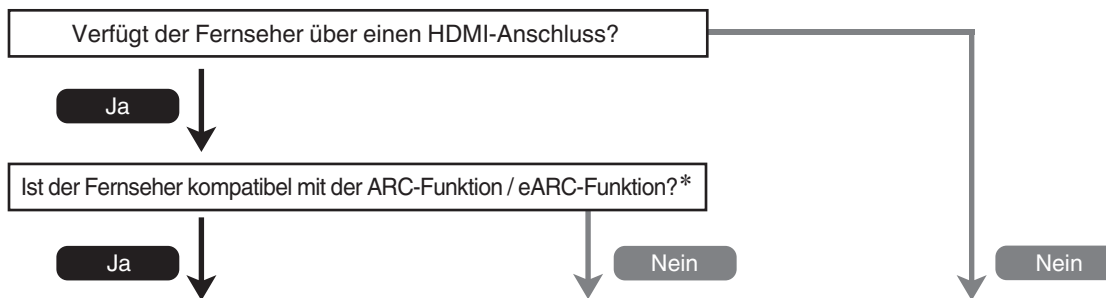 Verfügt der Fernseher über einen HDMI-Anschluss?
Ja
Ist der Fernseher kompatibel mit der ARC-Funktion / eARC-Funktion?*
Ja
Nein
Nein